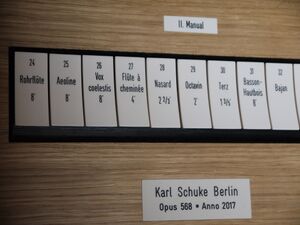 II. Manual
24 25 26 27 28 29 30 31 32
Rohrflöte Aeoline Vox coelestis Flûte à cheminée Nasard Octavin Terz Basson-Hautbois Bajan
8' 8' 8' 4' 2 2/3' 2' 1 3/5' 8'
Karl Schuke Berlin
Opus 568 * Anno 2017